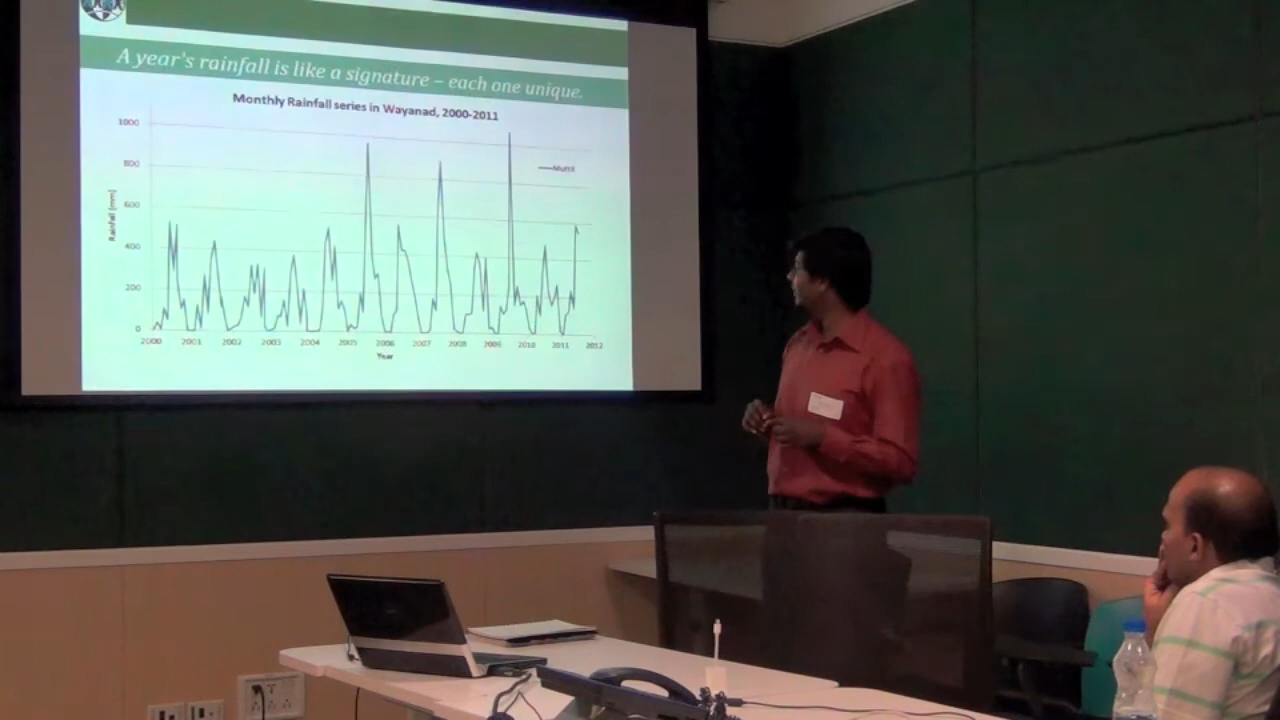 A year's rainfall is like a signature – each one unique.
Monthly Rainfall series in Wayanad, 2000-2011
1000
800
600
400
200
0
Rainfall (mm)
2000 2001 2002 2003 2004 2005 2006 2007 2008 2009 2010 2011 2012
Year